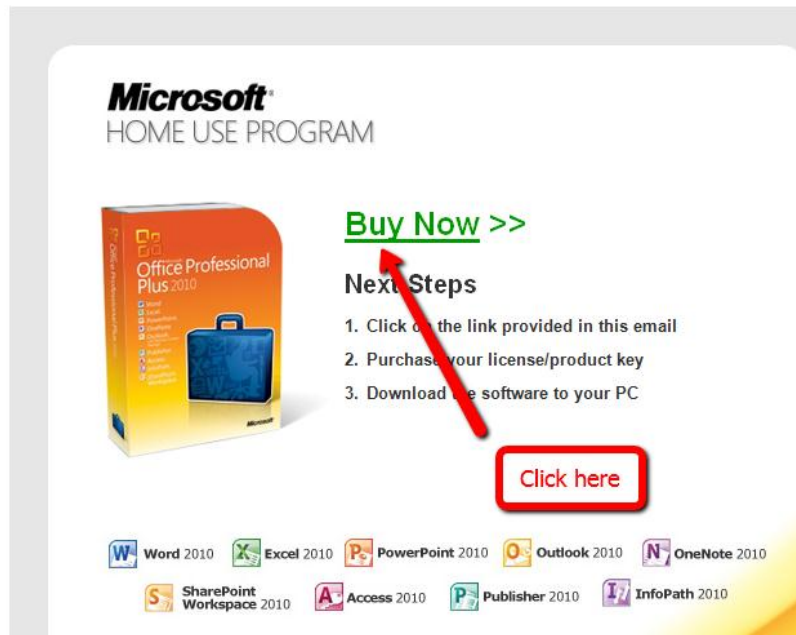 Microsoft®
HOME USE PROGRAM
Buy Now >>
Office Professional
Plus 2010
Next Steps
1. Click on the link provided in this email
2. Purchase your license/product key
3. Download the software to your PC
Microsoft
Click here
Word 2010
Excel 2010
PowerPoint 2010
Outlook 2010
OneNote 2010
SharePoint
Workspace 2010
Access 2010
Publisher 2010
InfoPath 2010